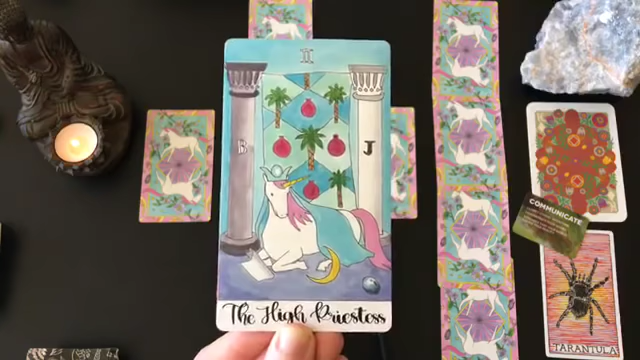 II
B
J
The High Priestess
COMMUNICATE
TARANTULA